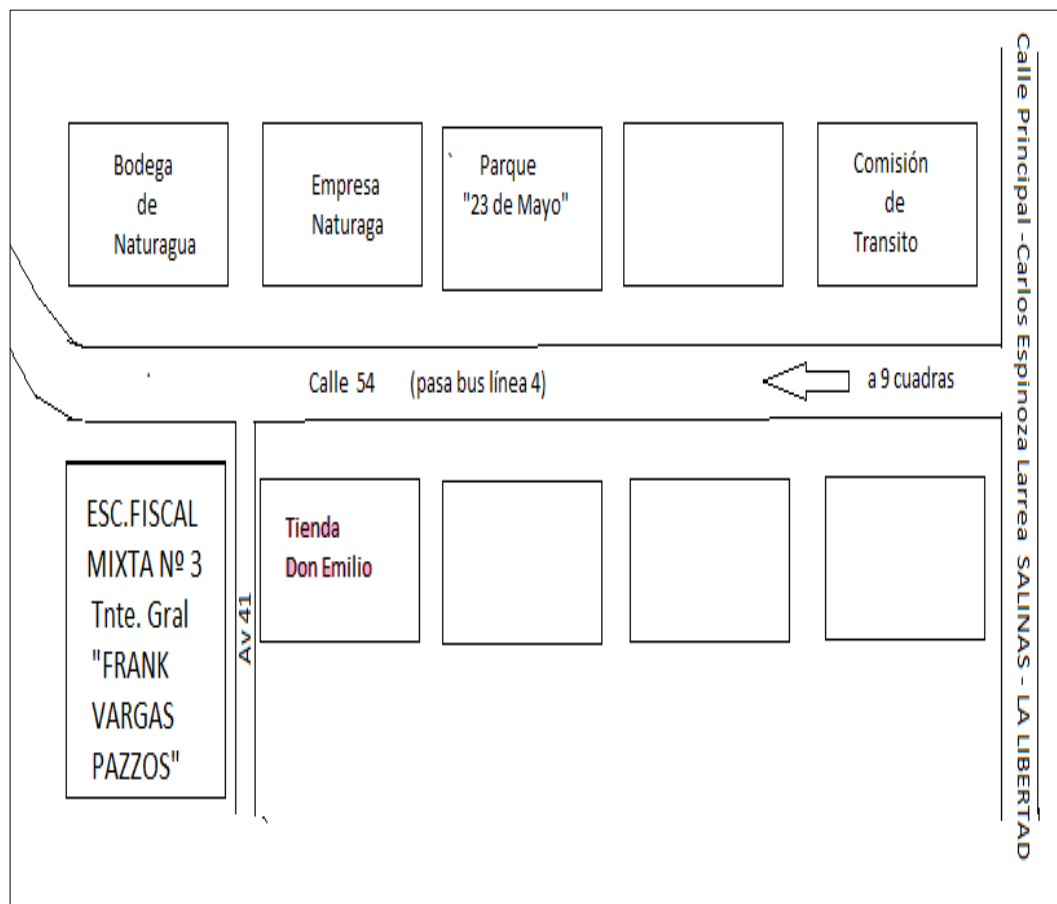 Bodega
de
Naturagua
Empresa
Naturaga
Parque
"23 de Mayo"
Comisión
de
Transito
Calle 54 (pasa bus línea 4)
a 9 cuadras
ESC.FISCAL
MIXTA Nº 3
Tnte. Gral
"FRANK
VARGAS
PAZZOS"
Av 41
Tienda
Don Emilio
Calle Principal -Carlos Espinoza Larrea SALINAS - LA LIBERTAD